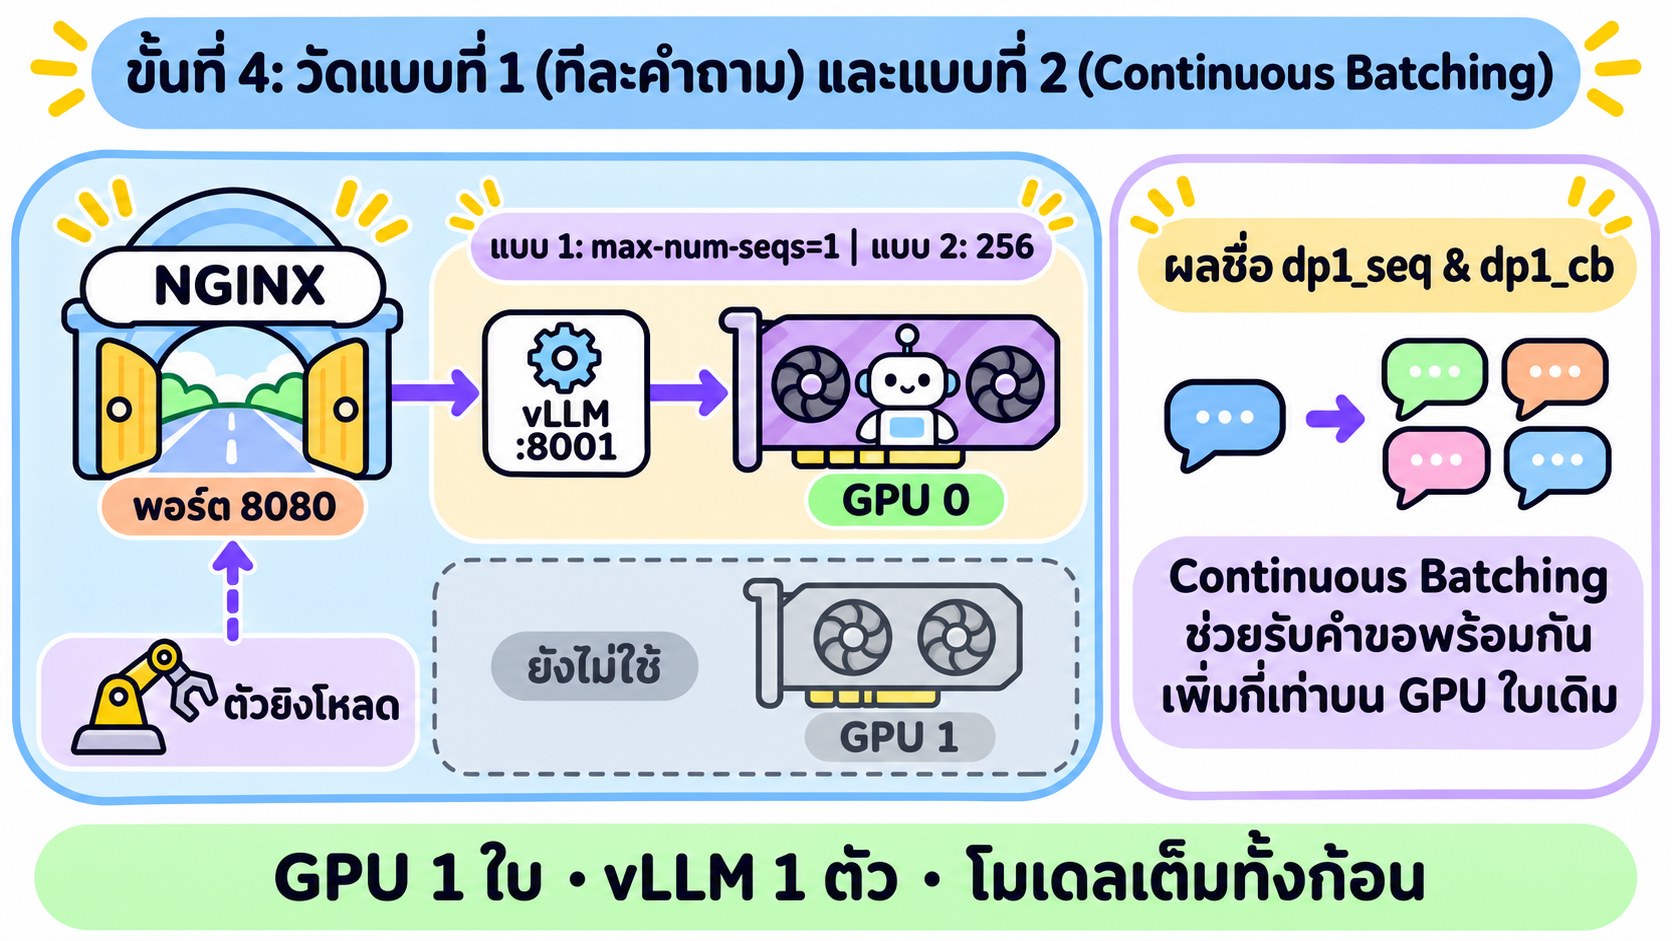 ขั้นที่ 4: วัดแบบที่ 1 (ทีละคำถาม) และแบบที่ 2 (Continuous Batching)
NGINX
พอร์ต 8080
ตัวยิงโหลด
แบบ 1: max-num-seqs=1 | แบบ 2: 256
vLLM
:8001
GPU 0
ยังไม่ใช้
GPU 1
ผลชื่อ dp1_seq & dp1_cb
Continuous Batching
ช่วยรับคำขอพร้อมกัน
เพิ่มกี่เท่าบน GPU ใบเดิม
GPU 1 ใบ • vLLM 1 ตัว • โมเดลเต็มทั้งก้อน